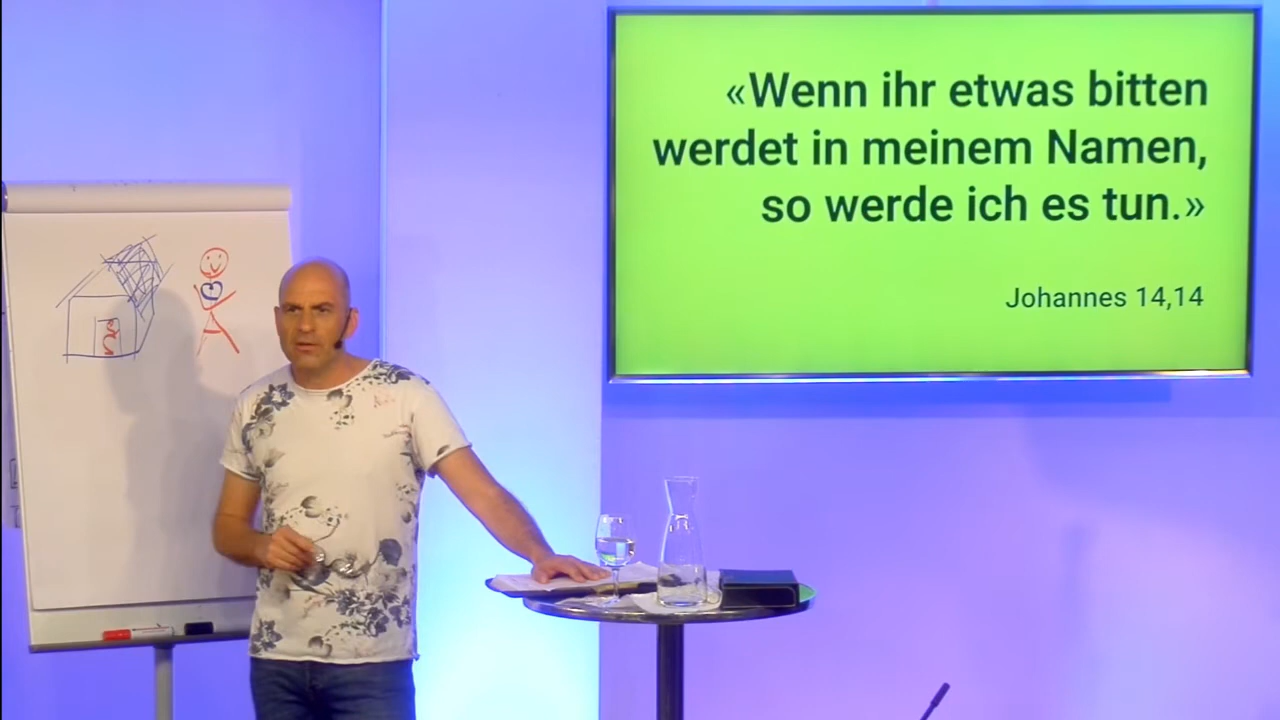 «Wenn ihr etwas bitten
werdet in meinem Namen,
so werde ich es tun.»
Johannes 14,14